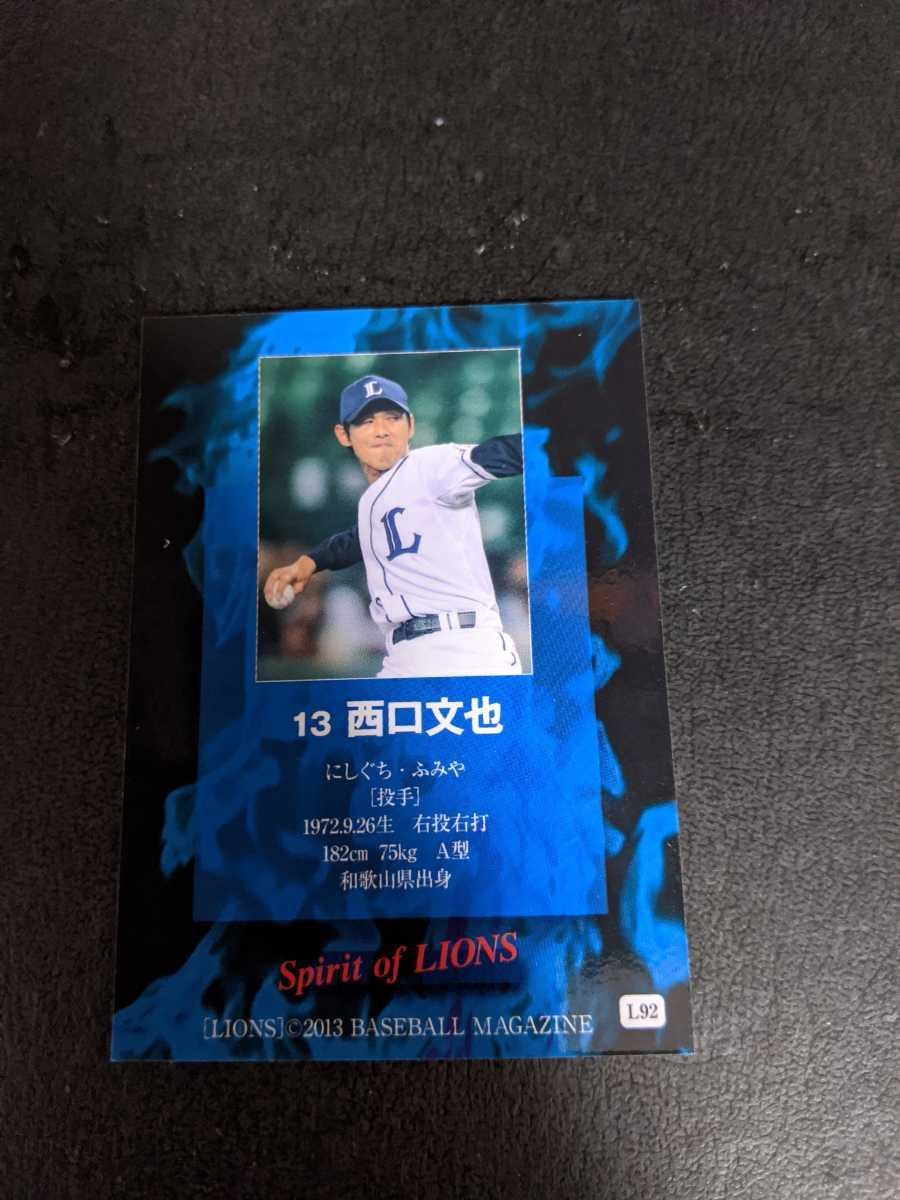 L
L
13 西口文也
にしぐち・ふみや
[投手]
1972.9.26生 右投右打
182cm 75kg A型
和歌山県出身
Spirit of LIONS
[LIONS]©2013 BASEBALL MAGAZINE
L92